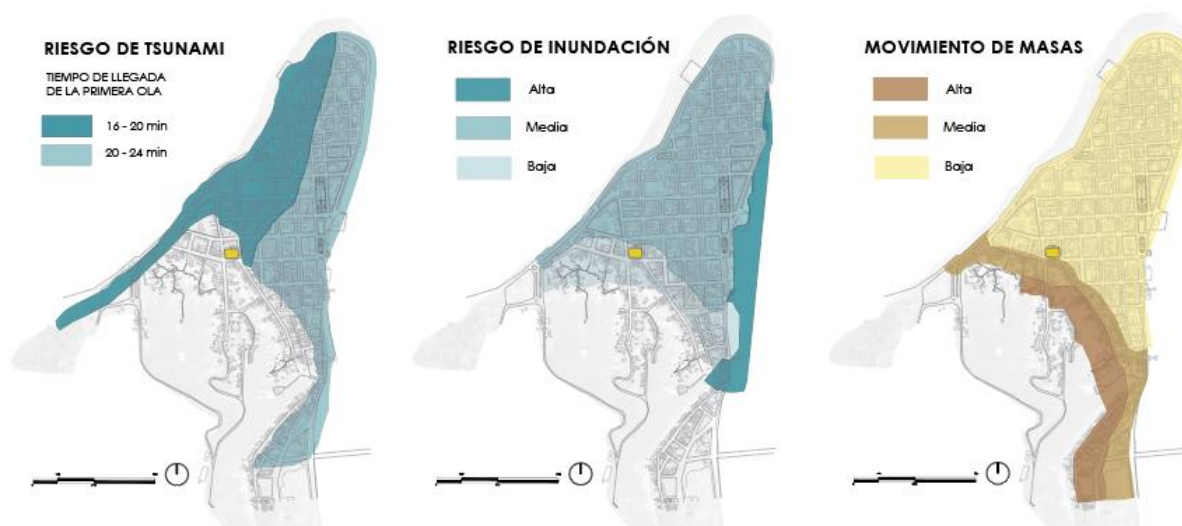 RIESGO DE TSUNAMI
TIEMPO DE LLEGADA
DE LA PRIMERA OLA
16 - 20 min
20 - 24 min
RIESGO DE INUNDACIÓN
Alta
Media
Baja
MOVIMIENTO DE MASAS
Alta
Media
Baja